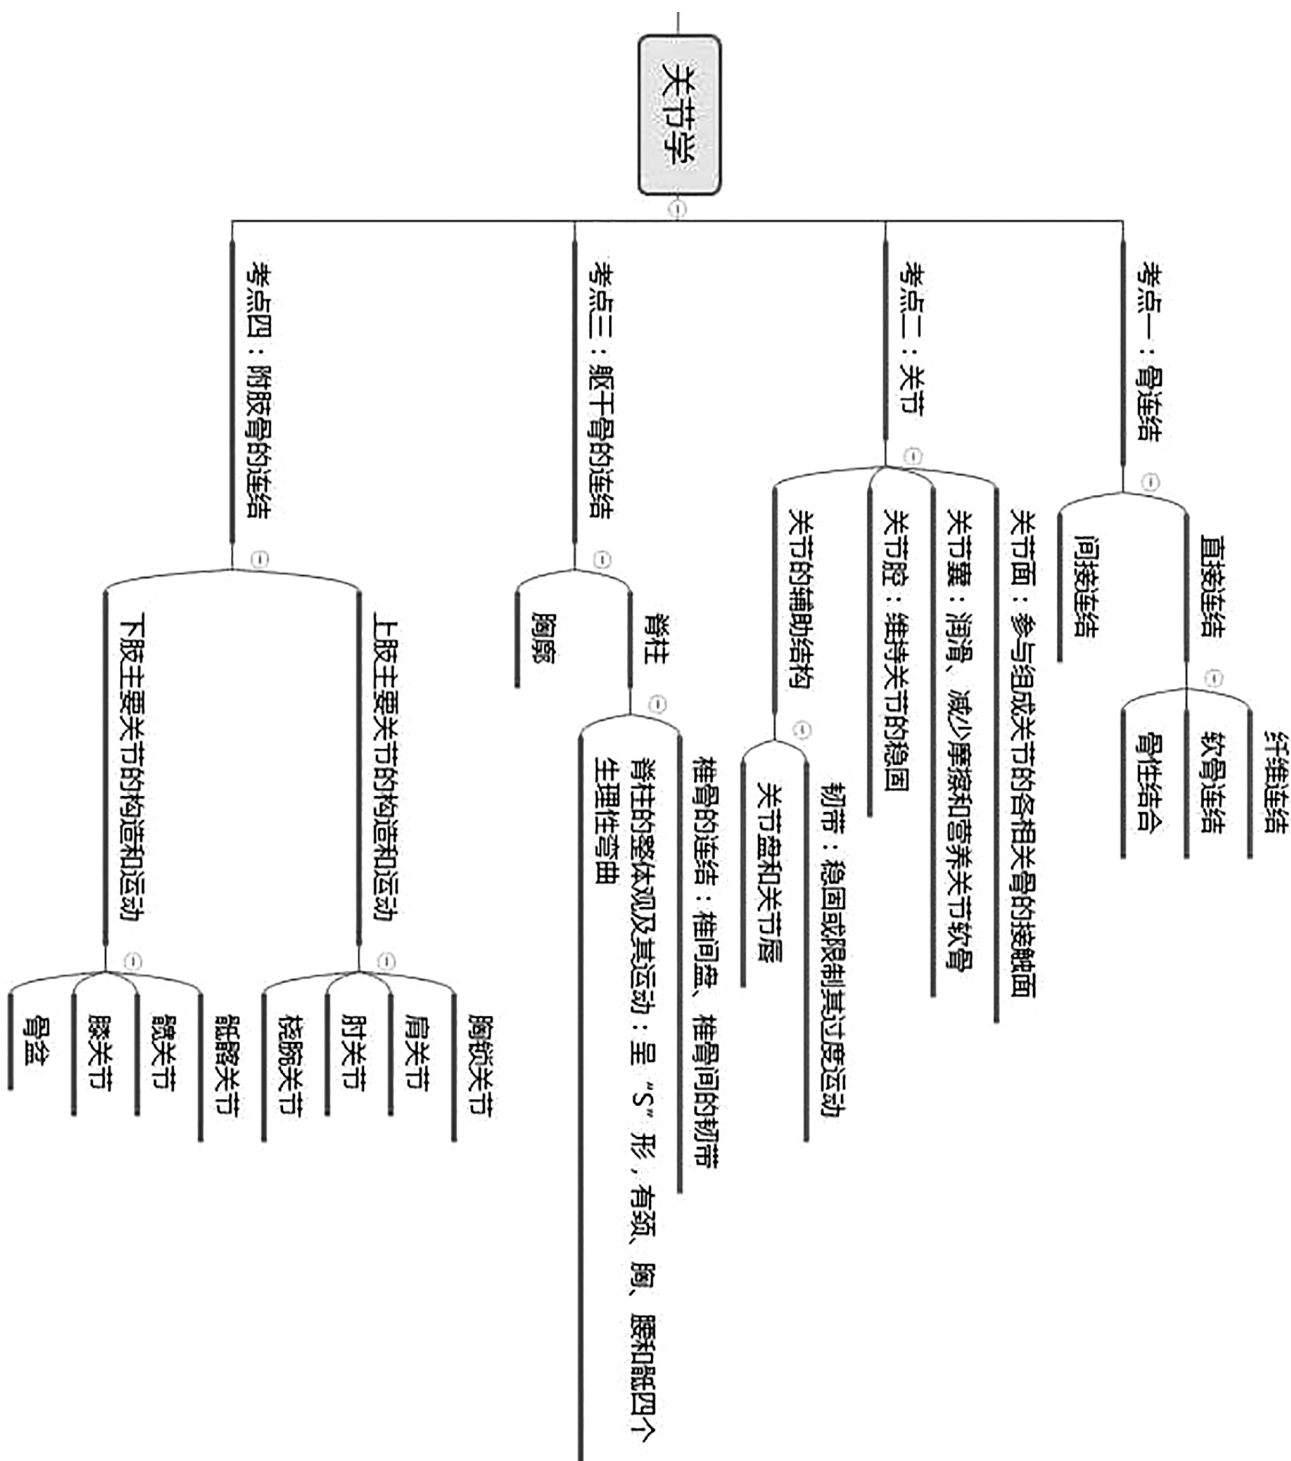 关节学
考点一：骨连结
直接连结
纤维连结
软骨连结
骨性结合
间接连结
考点二：关节
关节面：参与组成关节的各相关骨的接触面
关节囊：润滑、减少摩擦和营养关节软骨
关节腔：维持关节的稳固
关节的辅助结构
韧带：稳固或限制其过度运动
关节盘和关节唇
考点三：躯干骨的连结
脊柱
椎骨的连结：椎间盘、椎骨间的韧带
脊柱的整体观及其运动：呈“S”形，有颈、胸、腰和骶四个
生理性弯曲
胸廓
考点四：附肢骨的连结
上肢主要关节的构造和运动
胸锁关节
肩关节
肘关节
桡腕关节
下肢主要关节的构造和运动
骶髂关节
髋关节
膝关节
骨盆